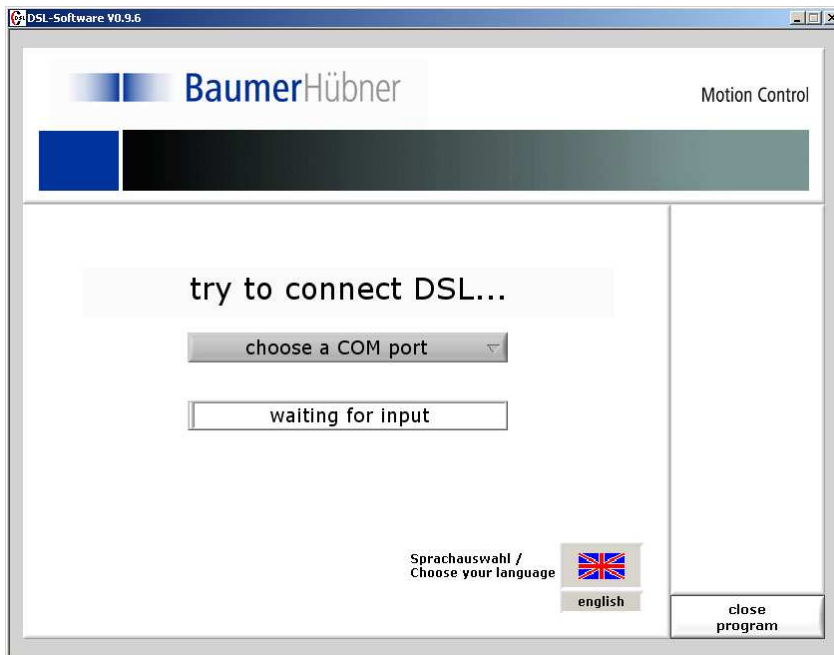 DSL-Software V0.9.6
BaumerHübner
Motion Control
try to connect DSL...
choose a COM port
waiting for input
Sprachauswahl /
Choose your language
english
close
program